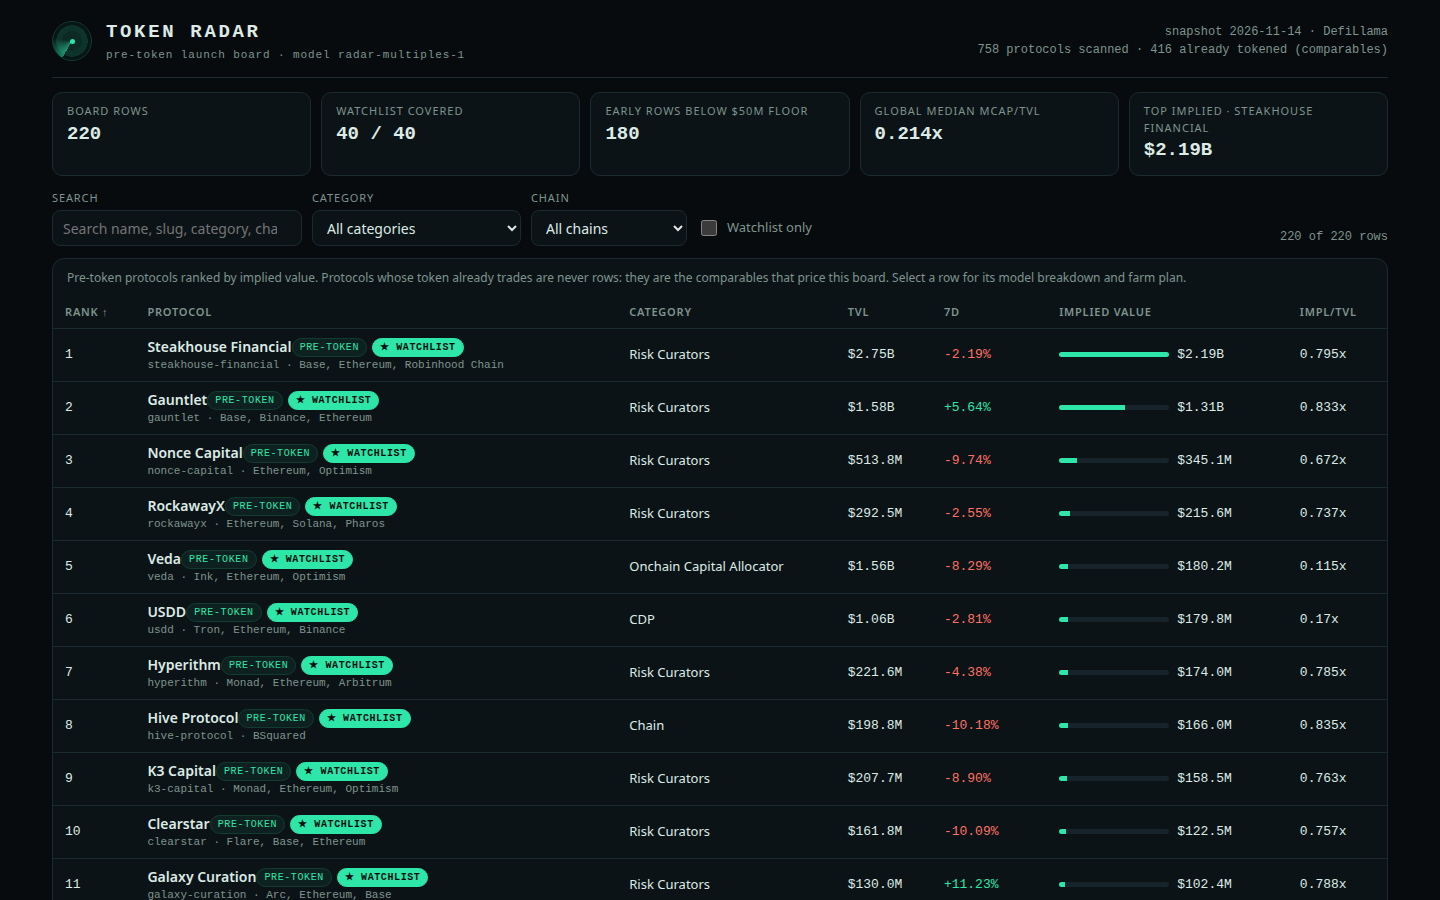 TOKEN RADAR
pre-token launch board · model radar-multiples-1
snapshot 2026-11-14 · DefiLlama
758 protocols scanned · 416 already tokened (comparables)
BOARD ROWS
220
WATCHLIST COVERED
40 / 40
EARLY ROWS BELOW $50M FLOOR
180
GLOBAL MEDIAN MCAP/TVL
0.214x
TOP IMPLIED · STEAKHOUSE
FINANCIAL
$2.19B
SEARCH
Search name, slug, category, cha
CATEGORY
All categories
CHAIN
All chains
Watchlist only
220 of 220 rows
Pre-token protocols ranked by implied value. Protocols whose token already trades are never rows: they are the comparables that price this board. Select a row for its model breakdown and farm plan.
RANK ↑ PROTOCOL CATEGORY TVL 7D IMPLIED VALUE IMPL/TVL
1 Steakhouse Financial PRE-TOKEN ★ WATCHLIST Risk Curators $2.75B -2.19% $2.19B 0.795x
steakhouse-financial · Base, Ethereum, Robinhood Chain
2 Gauntlet PRE-TOKEN ★ WATCHLIST Risk Curators $1.58B +5.64% $1.31B 0.833x
gauntlet · Base, Binance, Ethereum
3 Nonce Capital PRE-TOKEN ★ WATCHLIST Risk Curators $513.8M -9.74% $345.1M 0.672x
nonce-capital · Ethereum, Optimism
4 RockawayX PRE-TOKEN ★ WATCHLIST Risk Curators $292.5M -2.55% $215.6M 0.737x
rockawayx · Ethereum, Solana, Pharos
5 Veda PRE-TOKEN ★ WATCHLIST Onchain Capital Allocator $1.56B -8.29% $180.2M 0.115x
veda · Ink, Ethereum, Optimism
6 USDD PRE-TOKEN ★ WATCHLIST CDP $1.06B -2.81% $179.8M 0.17x
usdd · Tron, Ethereum, Binance
7 Hyperithm PRE-TOKEN ★ WATCHLIST Risk Curators $221.6M -4.38% $174.0M 0.785x
hyperithm · Monad, Ethereum, Arbitrum
8 Hive Protocol PRE-TOKEN ★ WATCHLIST Chain $198.8M -10.18% $166.0M 0.835x
hive-protocol · BSquared
9 K3 Capital PRE-TOKEN ★ WATCHLIST Risk Curators $207.7M -8.90% $158.5M 0.763x
k3-capital · Monad, Ethereum, Optimism
10 Clearstar PRE-TOKEN ★ WATCHLIST Risk Curators $161.8M -10.09% $122.5M 0.757x
clearstar · Flare, Base, Ethereum
11 Galaxy Curation PRE-TOKEN ★ WATCHLIST Risk Curators $130.0M +11.23% $102.4M 0.788x
galaxy-curation · Arc, Ethereum, Base